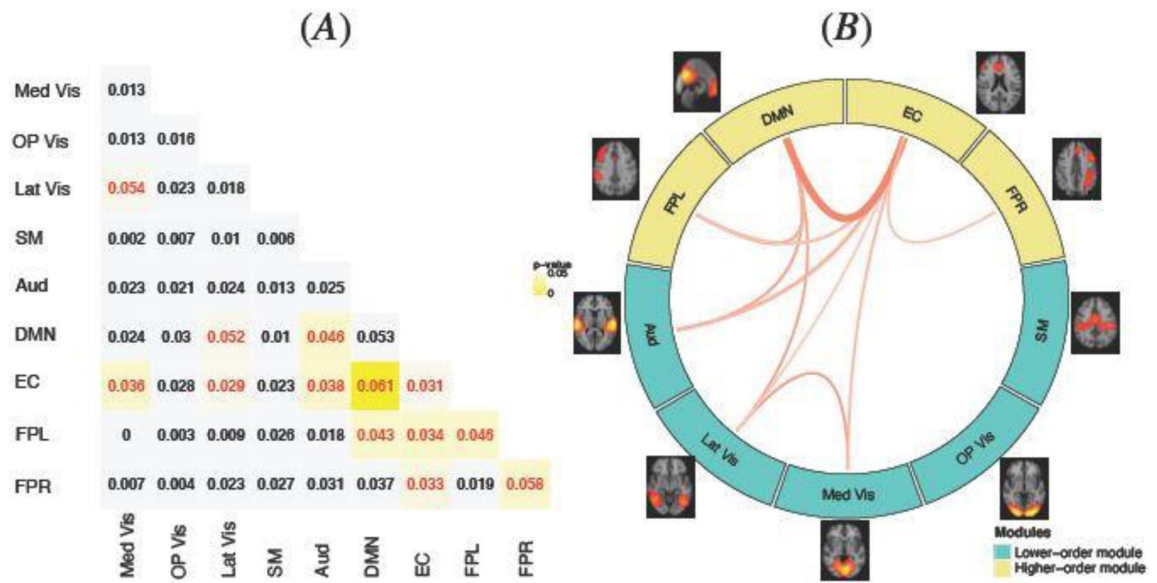 (A)
Med Vis 0.013
OP Vis 0.013 0.016
Lat Vis 0.054 0.023 0.018
SM 0.002 0.007 0.01 0.006
Aud 0.023 0.021 0.024 0.013 0.025
DMN 0.024 0.03 0.052 0.01 0.046 0.053
EC 0.036 0.028 0.029 0.023 0.038 0.061 0.031
FPL 0 0.003 0.009 0.026 0.018 0.043 0.034 0.046
FPR 0.007 0.004 0.023 0.027 0.031 0.037 0.033 0.019 0.058
Med Vis OP Vis Lat Vis SM Aud DMN EC FPL FPR
p-value
0.05
0
(B)
DMN
EC
FPL
FPR
Aud
SM
Lat Vis
OP Vis
Med Vis
Modules
Lower-order module
Higher-order module